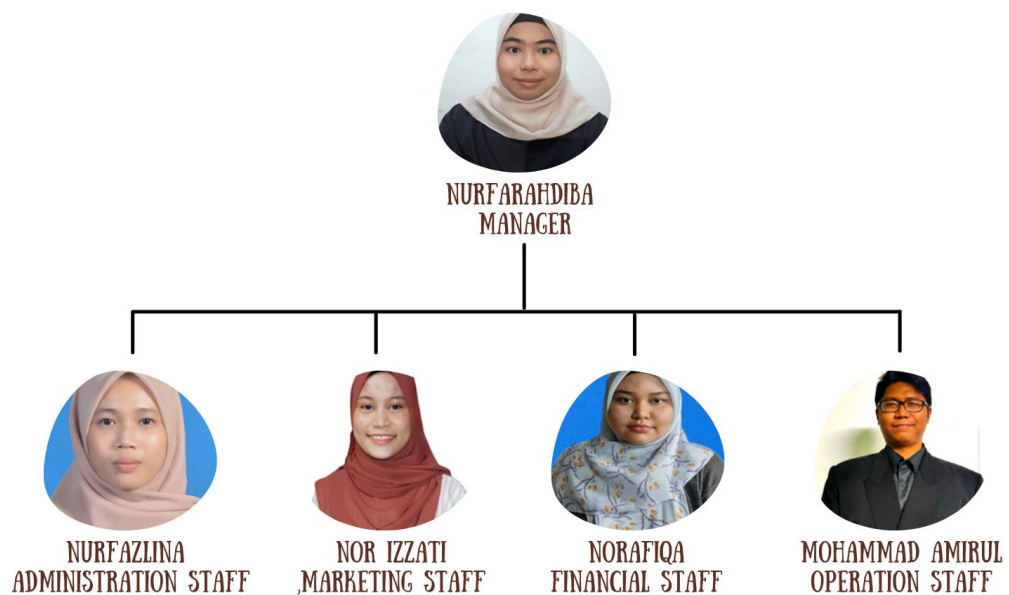 NURFARAHDIBA
MANAGER
NURFAZLINA
ADMINISTRATION STAFF
NOR IZZATI
,MARKETING STAFF
NORAFIQA
FINANCIAL STAFF
MOHAMMAD AMIRUL
OPERATION STAFF